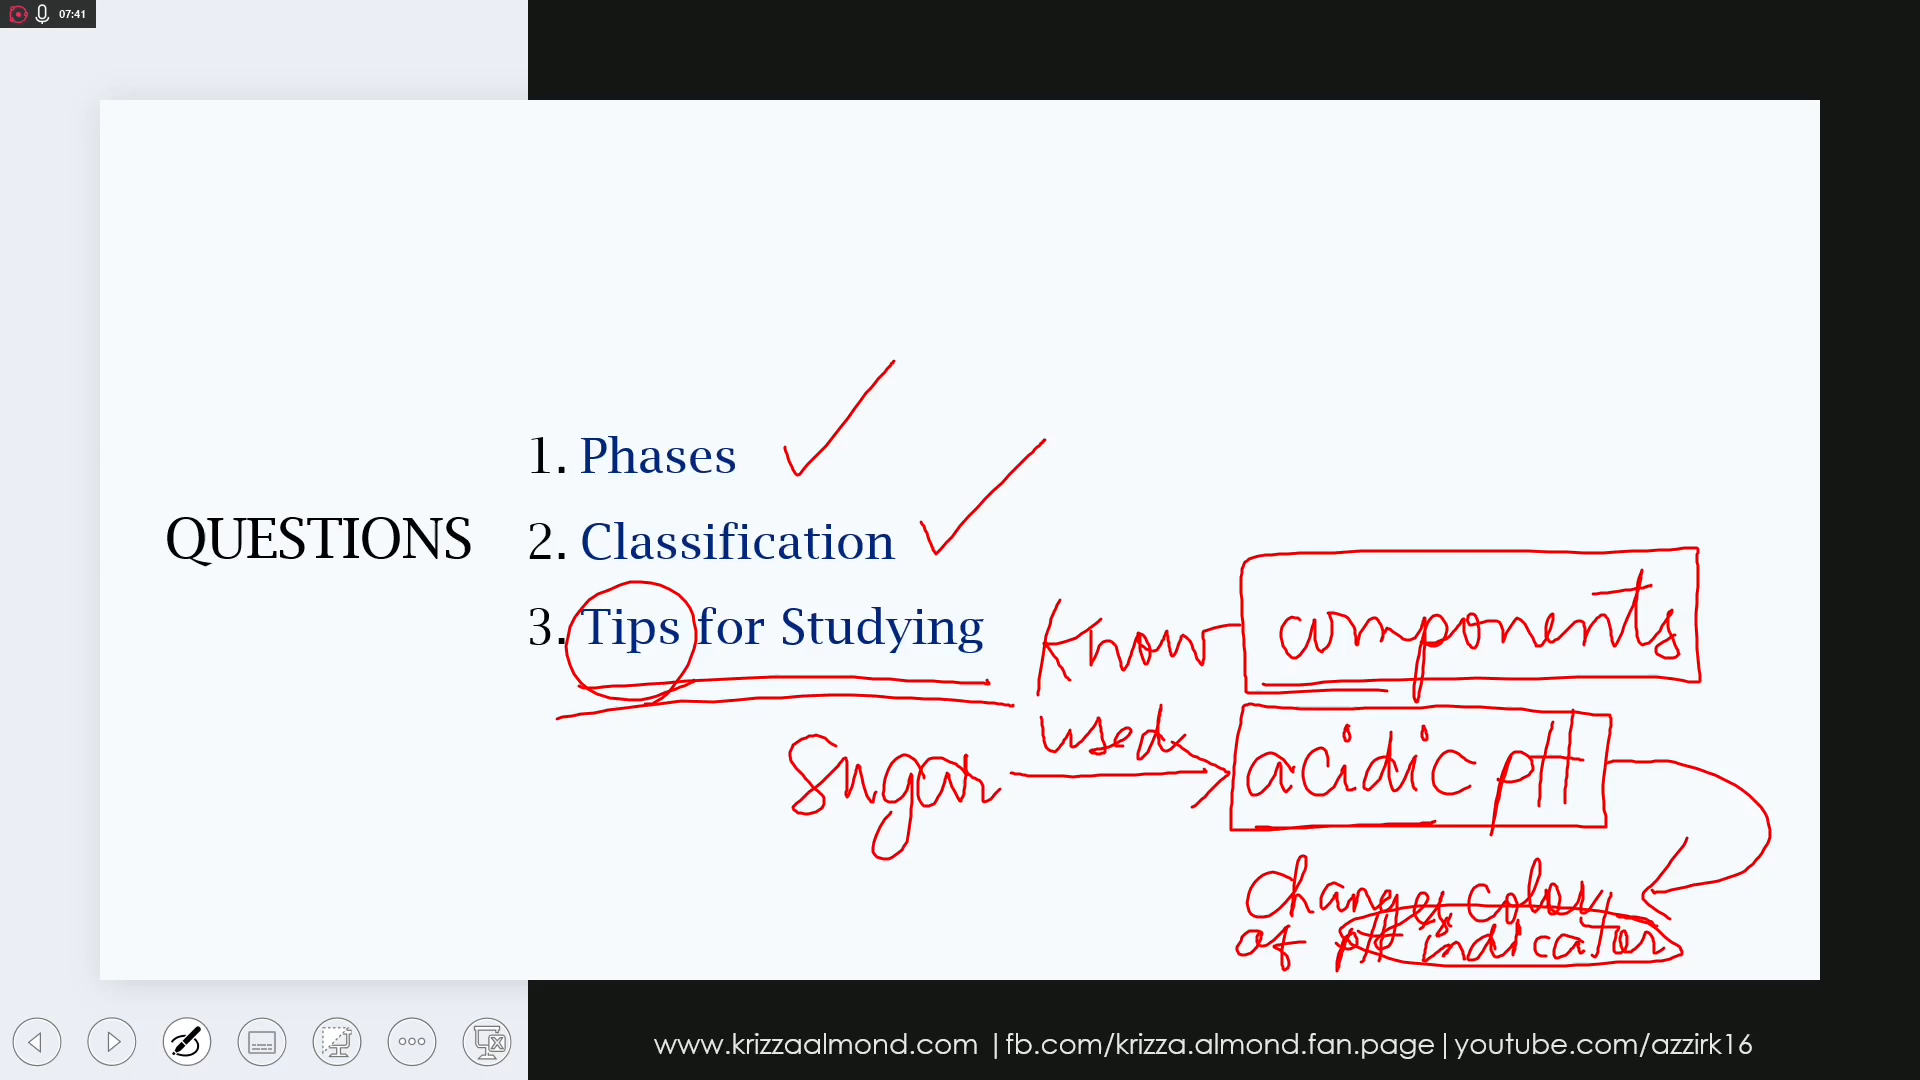 07:41
QUESTIONS
1. Phases
2. Classification
3. Tips for Studying
Know components
Sugar used acidic pH
changes color
of pH indicator
www.krizzaalmond.com | fb.com/krizza.almond.fan.page | youtube.com/azzirk16